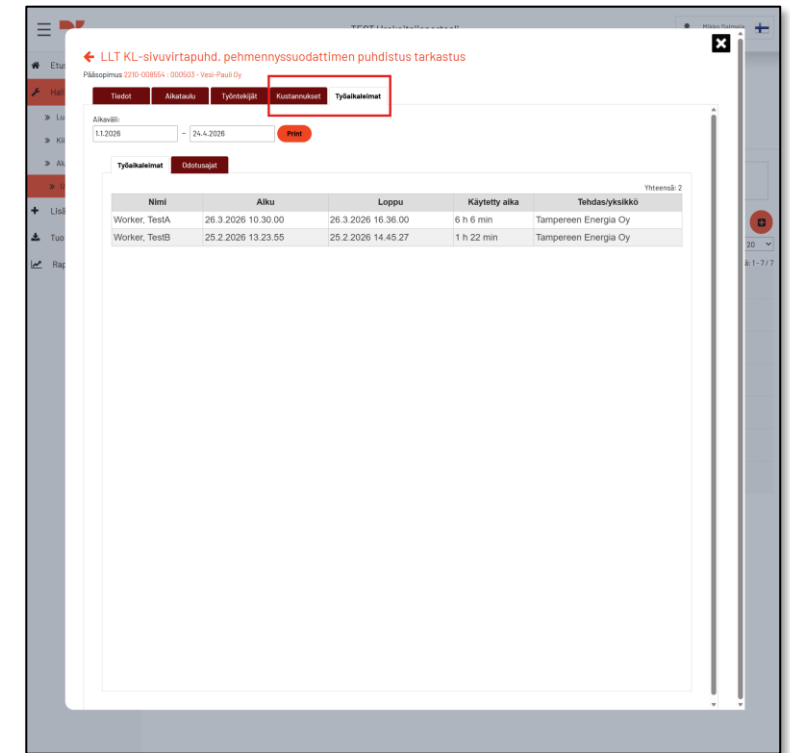 LLT KL-sivuvirtapuhd. pehmennyssuodattimen puhdistus tarkastus
Pääsopimus 2210-008554 : 000503 - Vesi-Pauli Oy
Tiedot Aikataulu Työntekijät Kustannukset Työaikaleimat
Aikaväli:
1.1.2026 – 24.4.2026 Print
Työaikaleimat Odotusajat
Yhteensä: 2
Nimi Alku Loppu Käytetty aika Tehdas/yksikkö
Worker, TestA 26.3.2026 10.30.00 26.3.2026 16.36.00 6 h 6 min Tampereen Energia Oy
Worker, TestB 25.2.2026 13.23.55 25.2.2026 14.45.27 1 h 22 min Tampereen Energia Oy
20
1-7/7